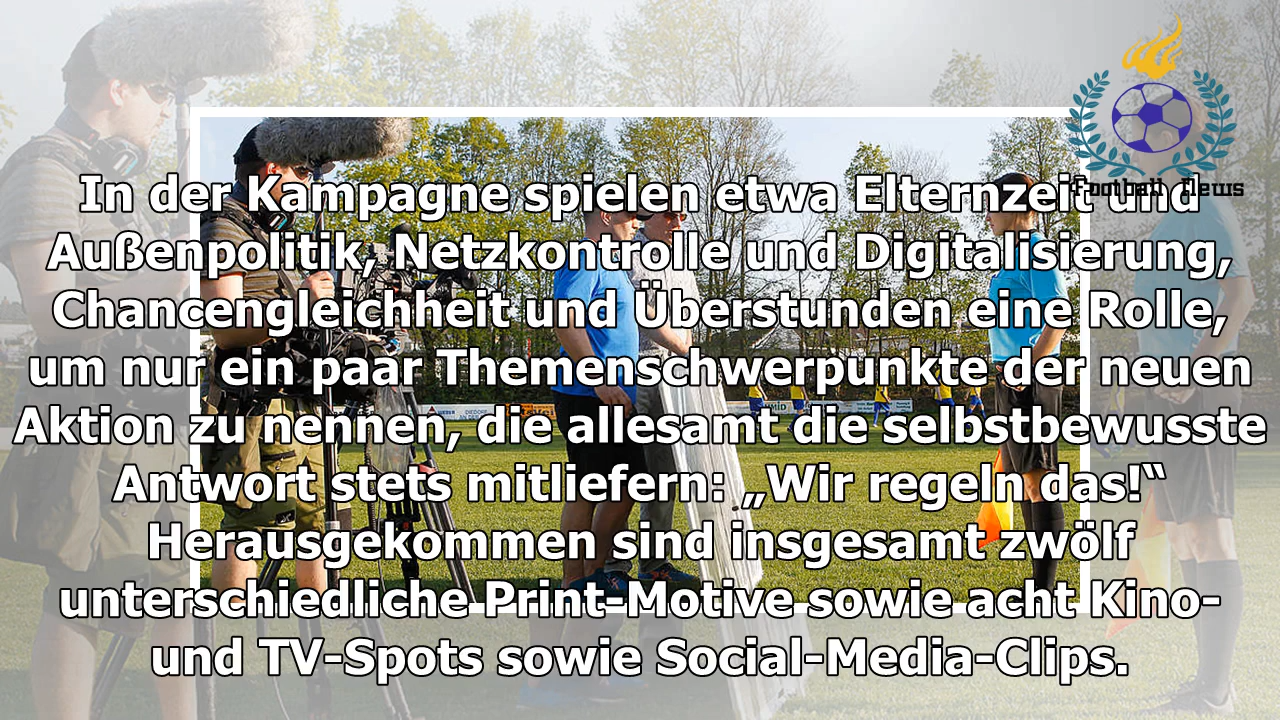 Football News
In der Kampagne spielen etwa Elternzeit und
Außenpolitik, Netzkontrolle und Digitalisierung,
Chancengleichheit und Überstunden eine Rolle,
um nur ein paar Themenschwerpunkte der neuen
Aktion zu nennen, die allesamt die selbstbewusste
Antwort stets mitliefern: „Wir regeln das!“
Herausgekommen sind insgesamt zwölf
unterschiedliche Print-Motive sowie acht Kino-
und TV-Spots sowie Social-Media-Clips.